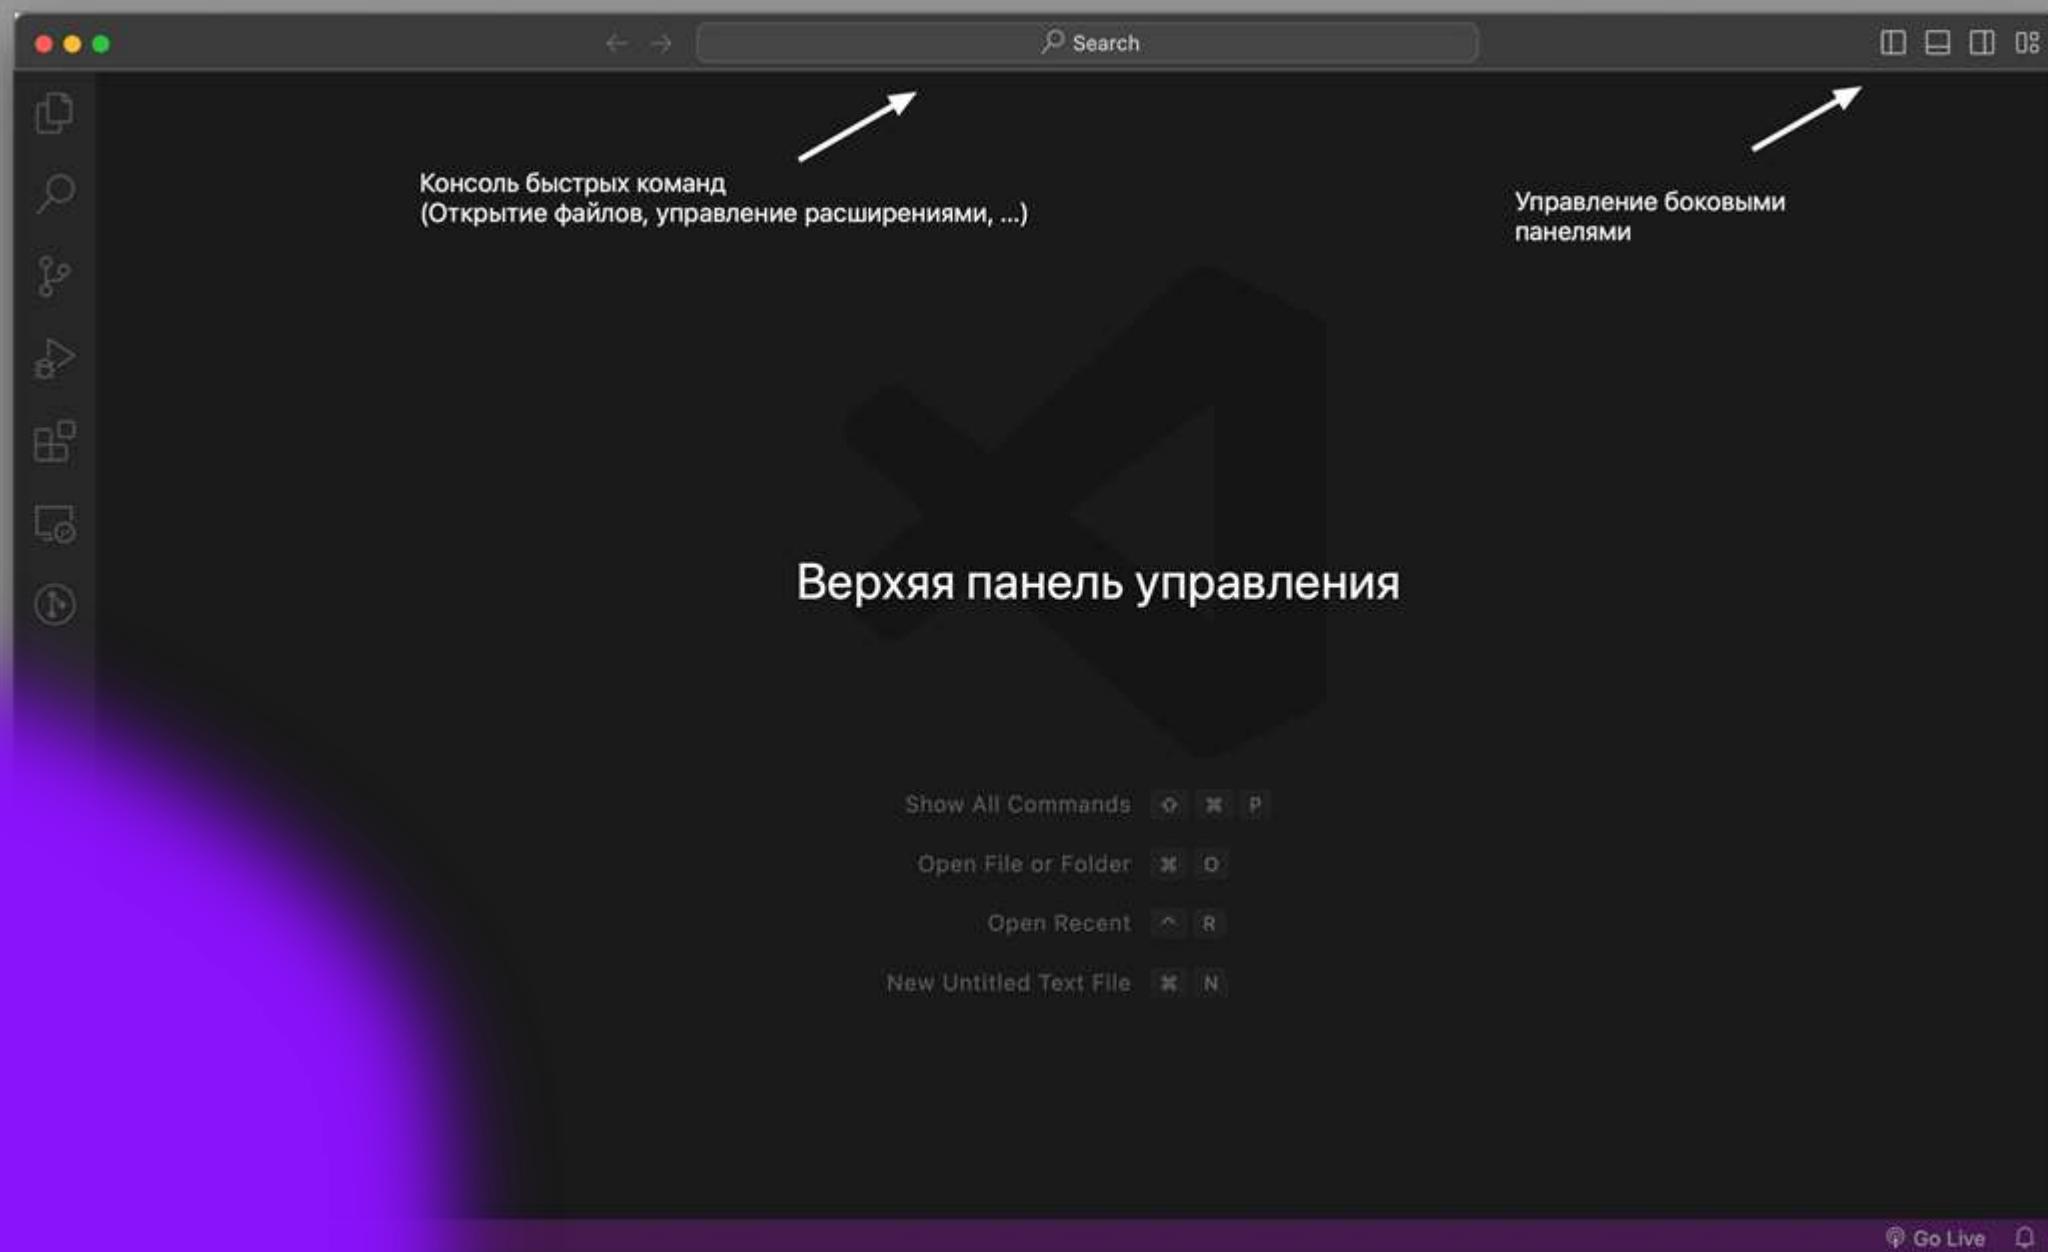 Search
Консоль быстрых команд
(Открытие файлов, управление расширениями, ...)
Управление боковыми
панелями
Верхяя панель управления
Show All Commands ⇧ ⌘ P
Open File or Folder ⌘ O
Open Recent ^ R
New Untitled Text File ⌘ N
Go Live